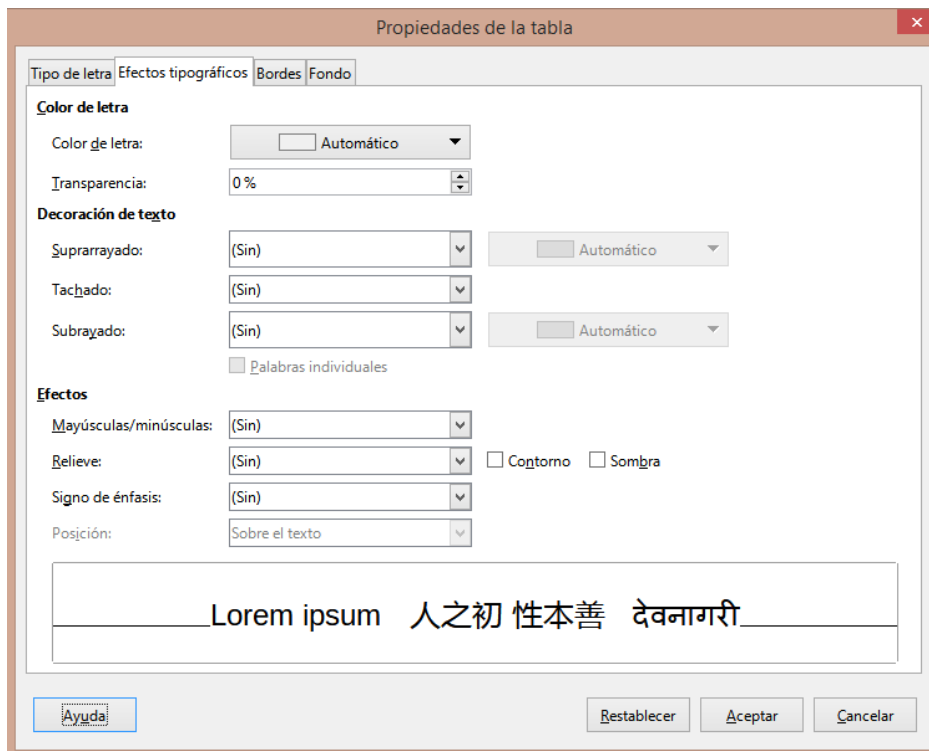 Propiedades de la tabla
Tipo de letra Efectos tipográficos Bordes Fondo
Color de letra
Color de letra: Automático
Transparencia: 0 %
Decoración de texto
Suprarrayado: (Sin) Automático
Tachado: (Sin)
Subrayado: (Sin) Automático
Palabras individuales
Efectos
Mayúsculas/minúsculas: (Sin)
Relieve: (Sin) Contorno Sombra
Signo de énfasis: (Sin)
Posición: Sobre el texto
Lorem ipsum 人之初 性本善 देवनागरी
Ayuda Restablecer Aceptar Cancelar